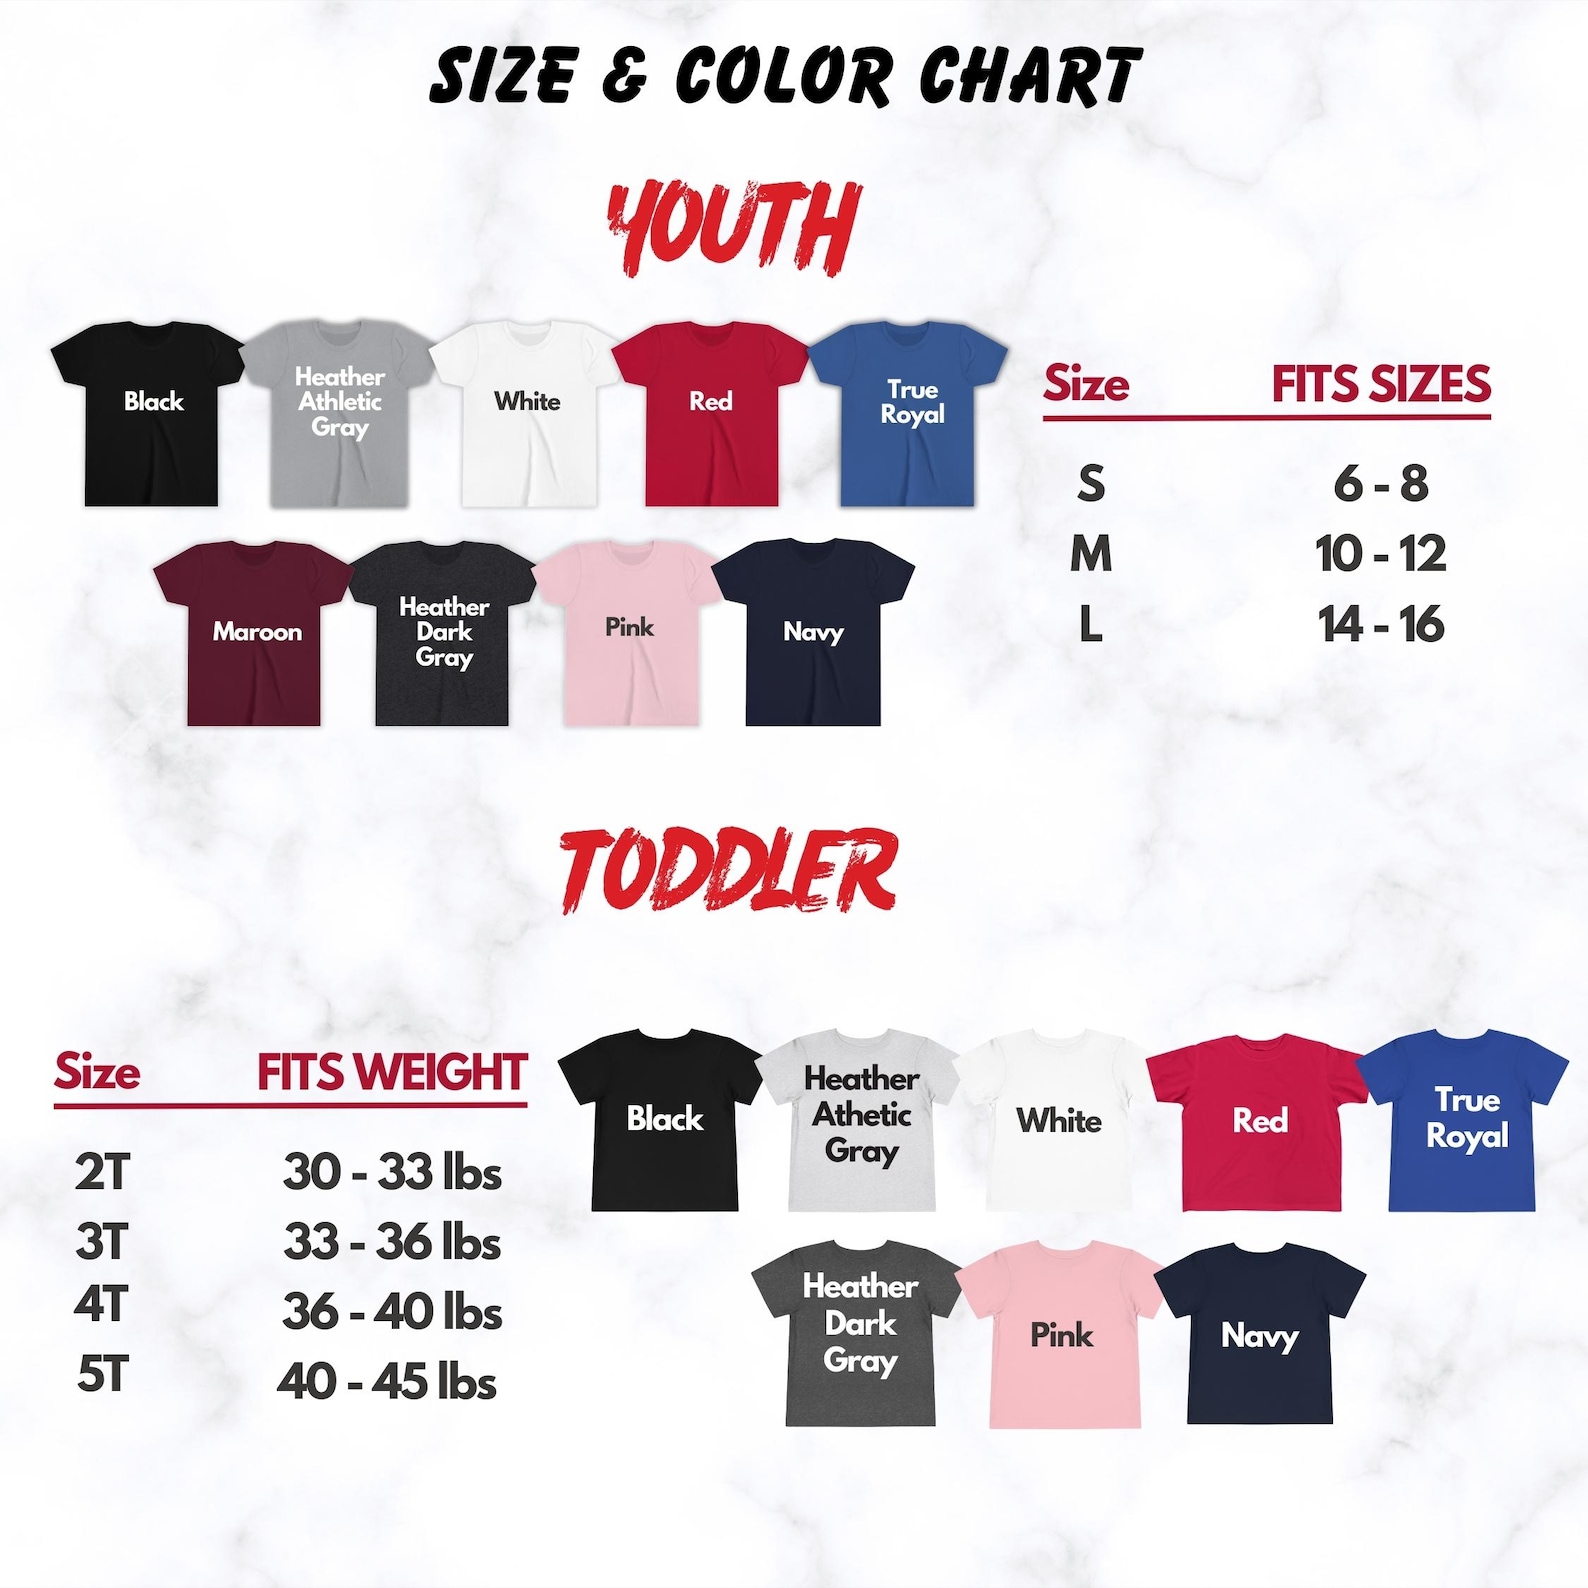 SIZE & COLOR CHART
YOUTH
Black
Heather
Athletic
Gray
White
Red
True
Royal
Maroon
Heather
Dark
Gray
Pink
Navy
Size FITS SIZES
S 6 - 8
M 10 - 12
L 14 - 16
TODDLER
Size FITS WEIGHT
2T 30 - 33 lbs
3T 33 - 36 lbs
4T 36 - 40 lbs
5T 40 - 45 lbs
Black
Heather
Athetic
Gray
White
Red
True
Royal
Heather
Dark
Gray
Pink
Navy